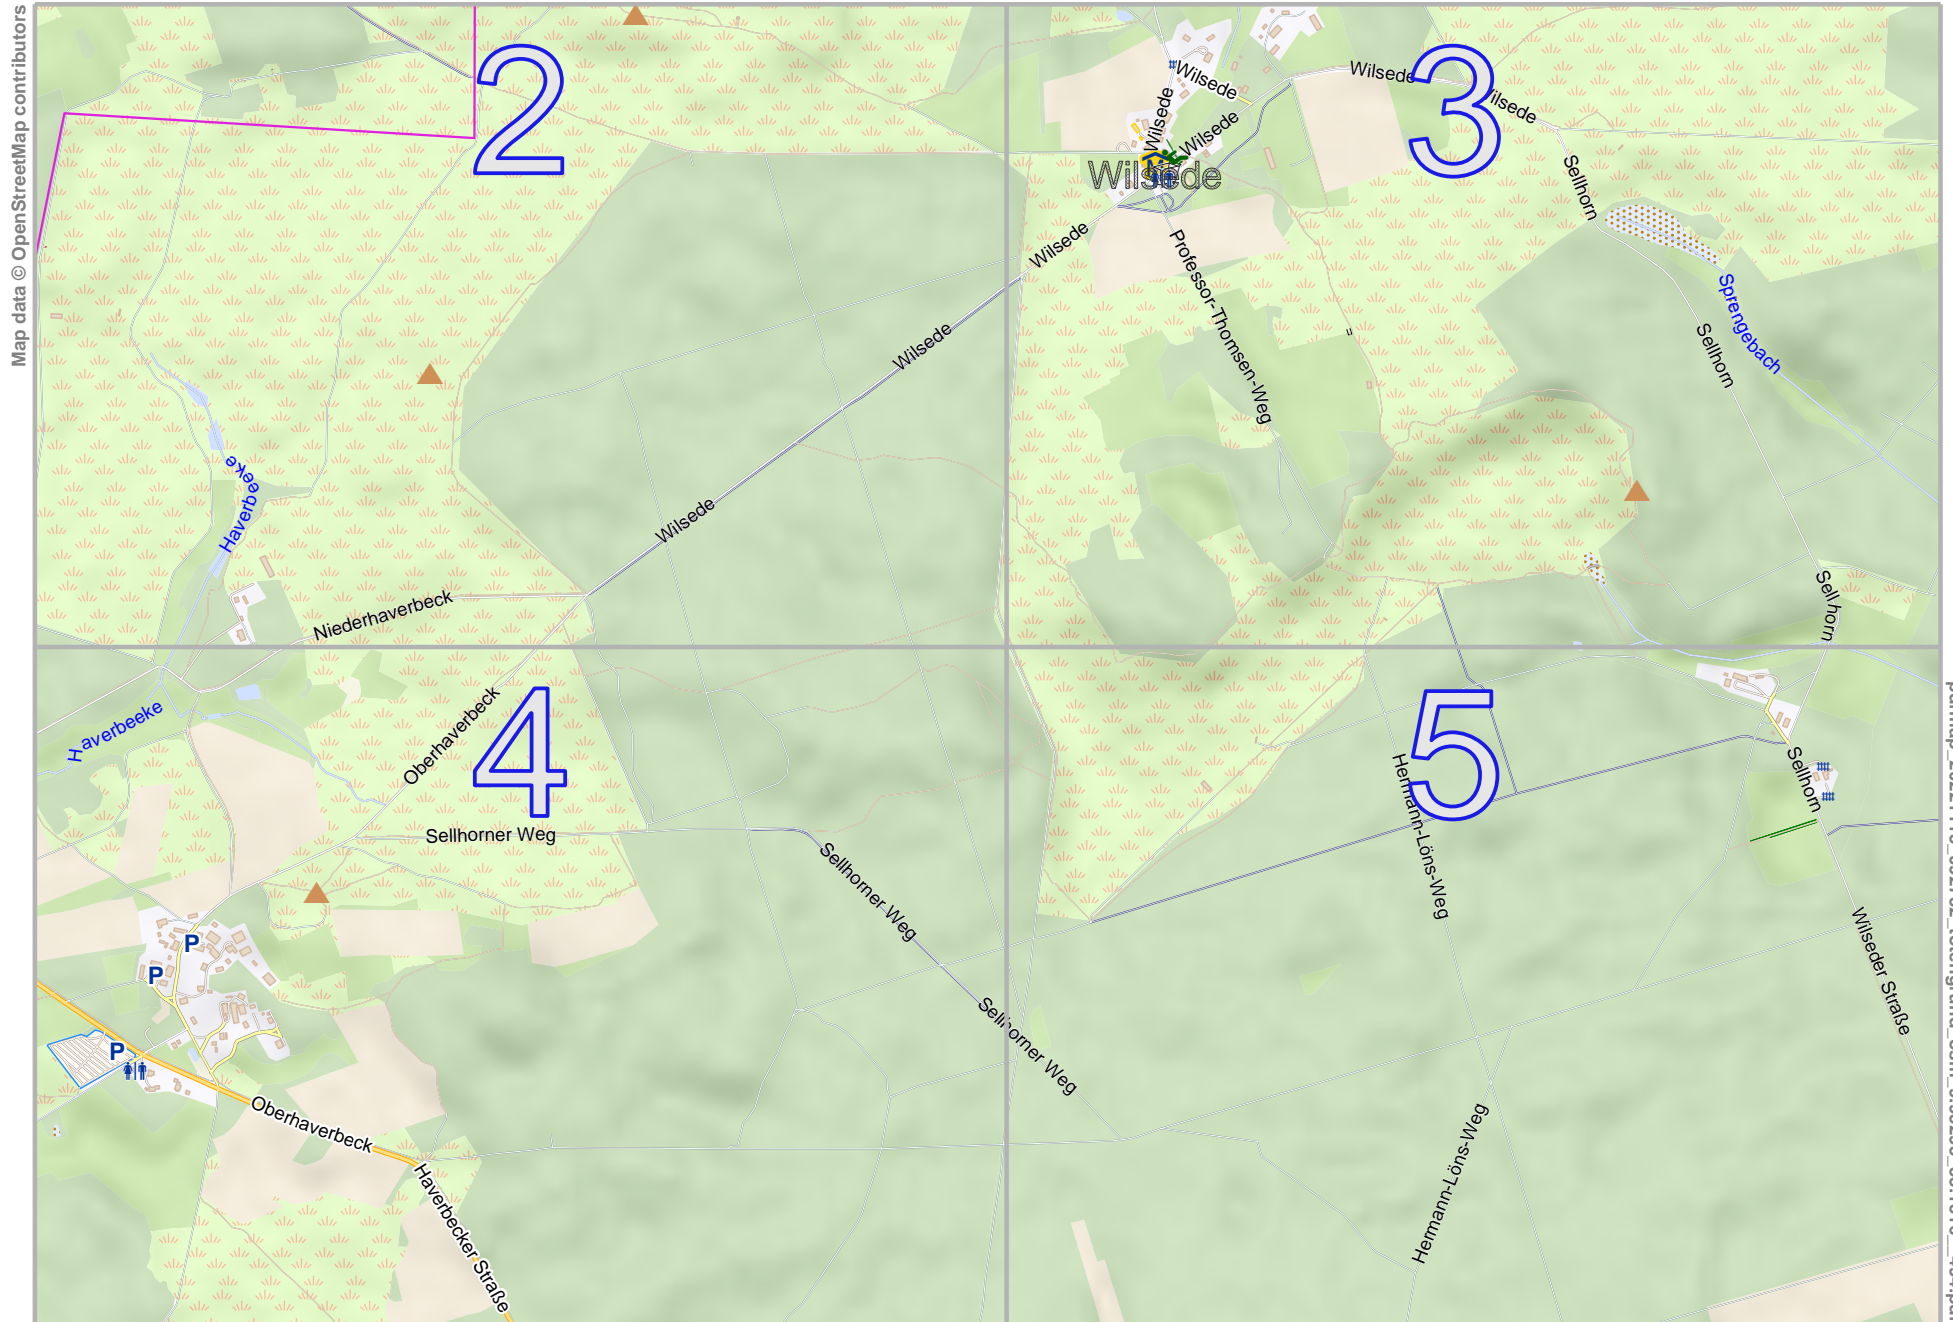 Map data © OpenStreetMap contributors
2
3
Wilsede
Wilsede
Wilsede
Wilsede
Wilsede
Wilsede
Sellhorn
Wilsede
Professor-Thomsen-Weg
Sprengebach
Sellhorn
Wilsede
Wilsede
Haverbeeke
Niederhaverbeck
Sellhorn
4
5
Haverbeeke
Oberhaverbeck
Sellhorner Weg
Sellhorner Weg
Hermann-Löns-Weg
Sellhorn
P
P
P
Wilseder Straße
Sellhorner Weg
Oberhaverbeck
Haverbecker Straße
Hermann-Löns-Weg